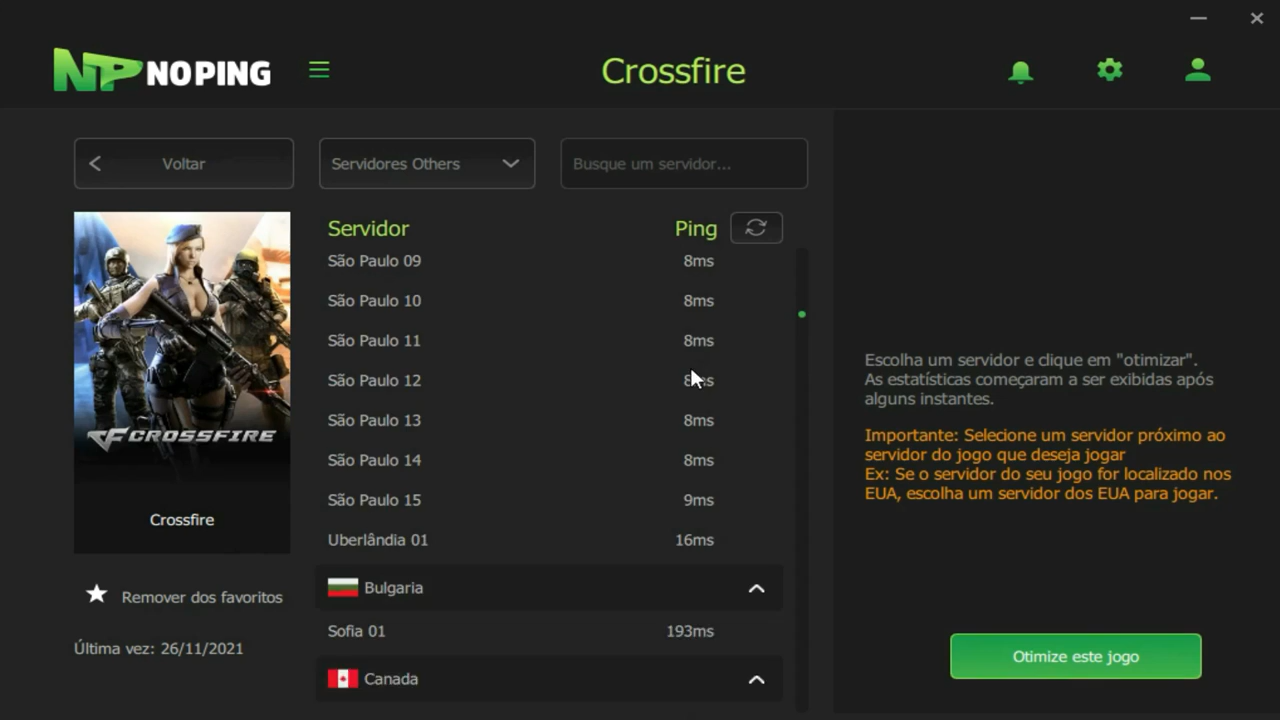 NP NOPING
Crossfire
Voltar
Servidores Others
Busque um servidor...
Servidor
Ping
São Paulo 09
8ms
São Paulo 10
8ms
São Paulo 11
8ms
São Paulo 12
São Paulo 13
8ms
São Paulo 14
8ms
São Paulo 15
9ms
Uberlândia 01
16ms
Bulgaria
Sofia 01
193ms
Canada
CF CROSSFIRE
Crossfire
Remover dos favoritos
Última vez: 26/11/2021
Escolha um servidor e clique em "otimizar".
As estatísticas começaram a ser exibidas após
alguns instantes.
Importante: Selecione um servidor próximo ao
servidor do jogo que deseja jogar
Ex: Se o servidor do seu jogo for localizado nos
EUA, escolha um servidor dos EUA para jogar.
Otimize este jogo